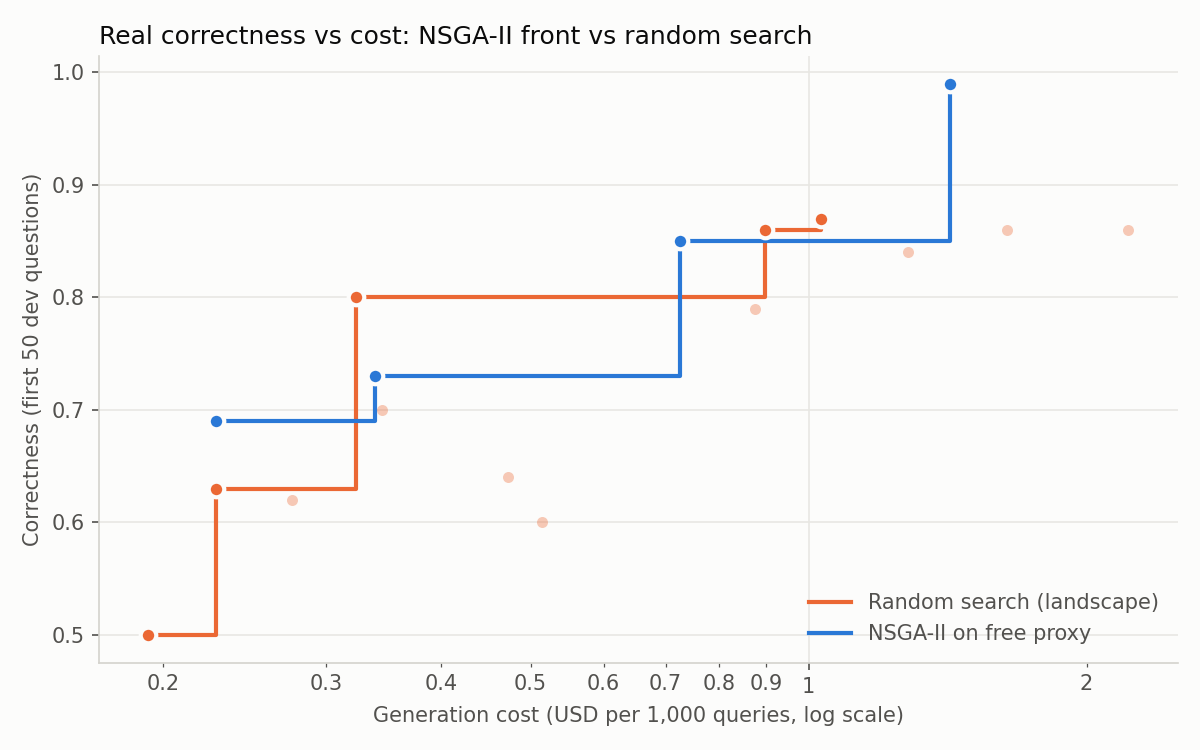 Real correctness vs cost: NSGA-II front vs random search
Correctness (first 50 dev questions)
1.0
0.9
0.8
0.7
0.6
0.5
Random search (landscape)
NSGA-II on free proxy
0.2 0.3 0.4 0.5 0.6 0.7 0.8 0.9 1 2
Generation cost (USD per 1,000 queries, log scale)